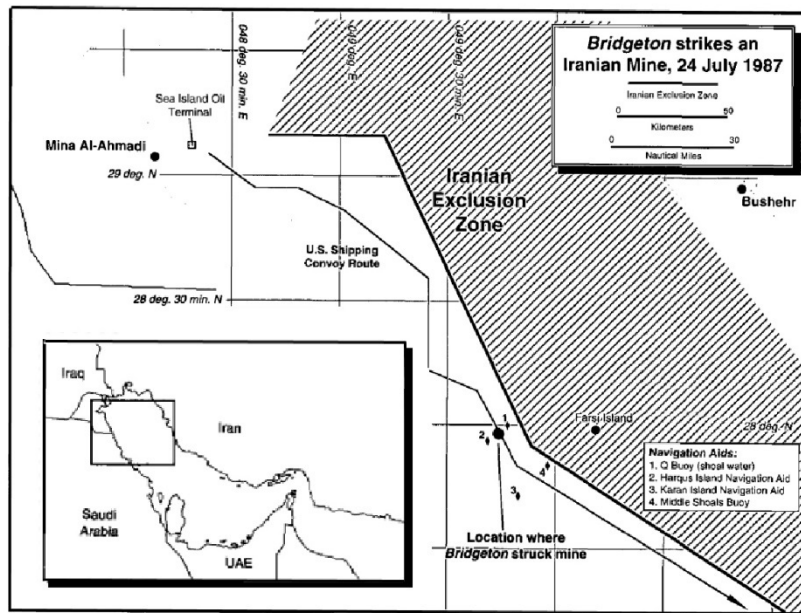 Bridgeton strikes an
Iranian Mine, 24 July 1987
Iranian Exclusion Zone
0 50
Kilometers
0 30
Nautical Miles
048 deg. 30 min. E
049 deg. E
049 deg. 30 min. E
Sea Island Oil
Terminal
Mina Al-Ahmadi
29 deg. N
Iranian
Exclusion
Zone
Bushehr
U.S. Shipping
Convoy Route
28 deg. 30 min. N
Farsi Island
28 deg. N
1
2
3
4
Navigation Aids:
1. Q Buoy (shoal water)
2. Harqus Island Navigation Aid
3. Karan Island Navigation Aid
4. Middle Shoals Buoy
Location where
Bridgeton struck mine
Iraq
Iran
Saudi
Arabia
UAE